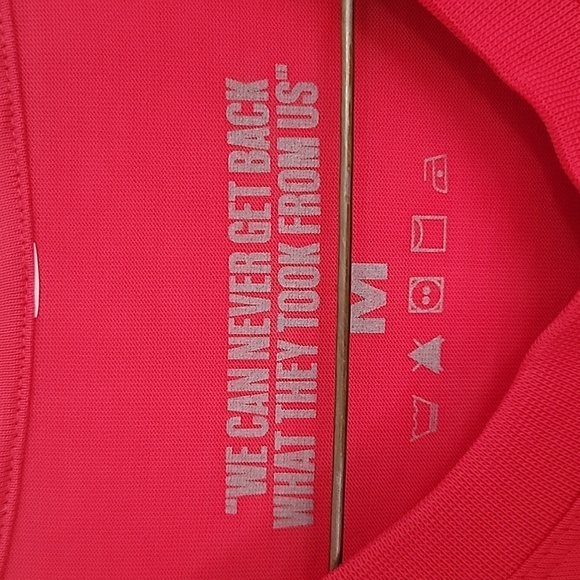 "WE CAN NEVER GET BACK
WHAT THEY TOOK FROM US"
M